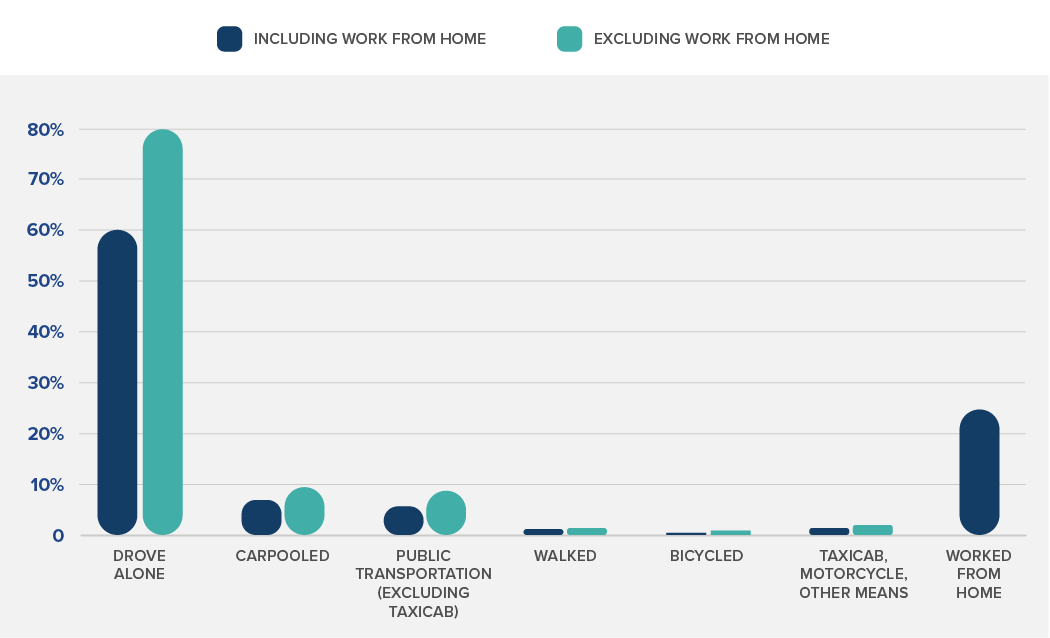 INCLUDING WORK FROM HOME
EXCLUDING WORK FROM HOME
80%
70%
60%
50%
40%
30%
20%
10%
0
DROVE
ALONE
CARPOOLED
PUBLIC
TRANSPORTATION
(EXCLUDING
TAXICAB)
WALKED
BICYCLED
TAXICAB,
MOTORCYCLE,
OTHER MEANS
WORKED
FROM
HOME